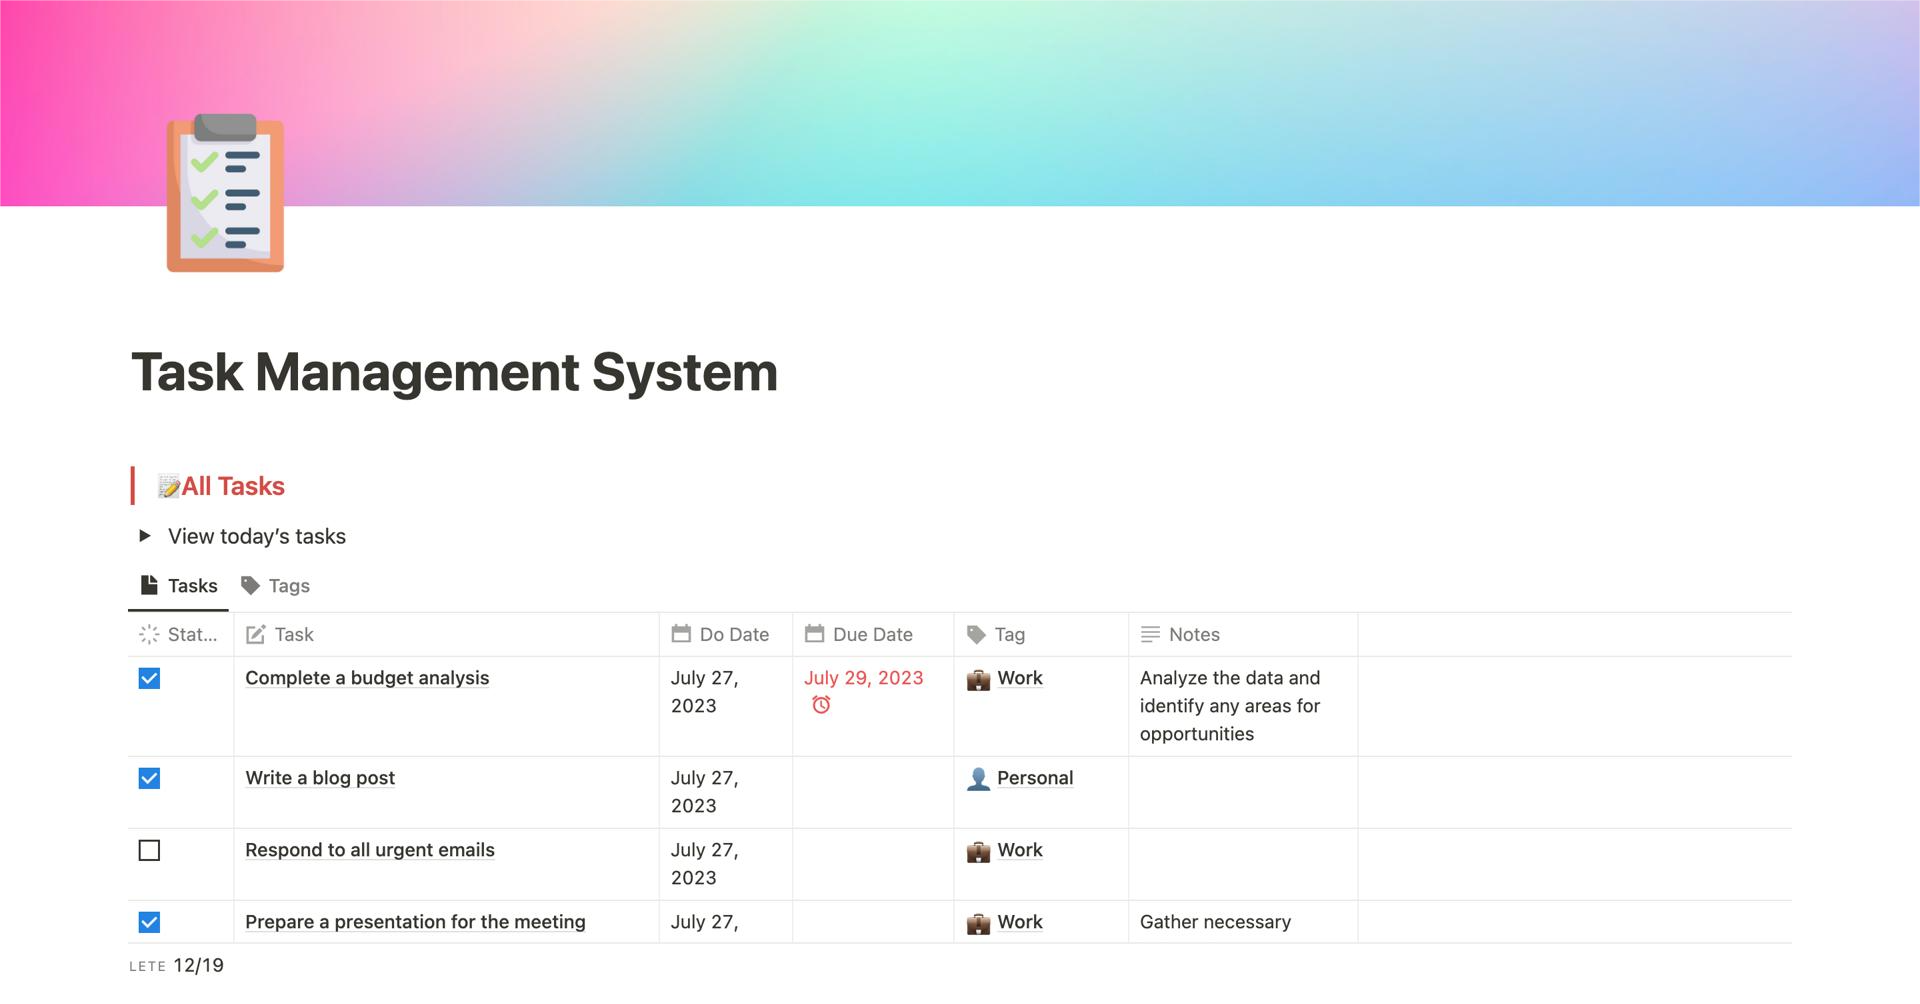 Task Management System
📝All Tasks
View today’s tasks
Tasks Tags
Stat... Task Do Date Due Date Tag Notes
Complete a budget analysis July 27, July 29, 2023 Work Analyze the data and
2023 identify any areas for
opportunities
Write a blog post July 27, Personal
2023
Respond to all urgent emails July 27, Work
2023
Prepare a presentation for the meeting July 27, Work Gather necessary
LETE 12/19